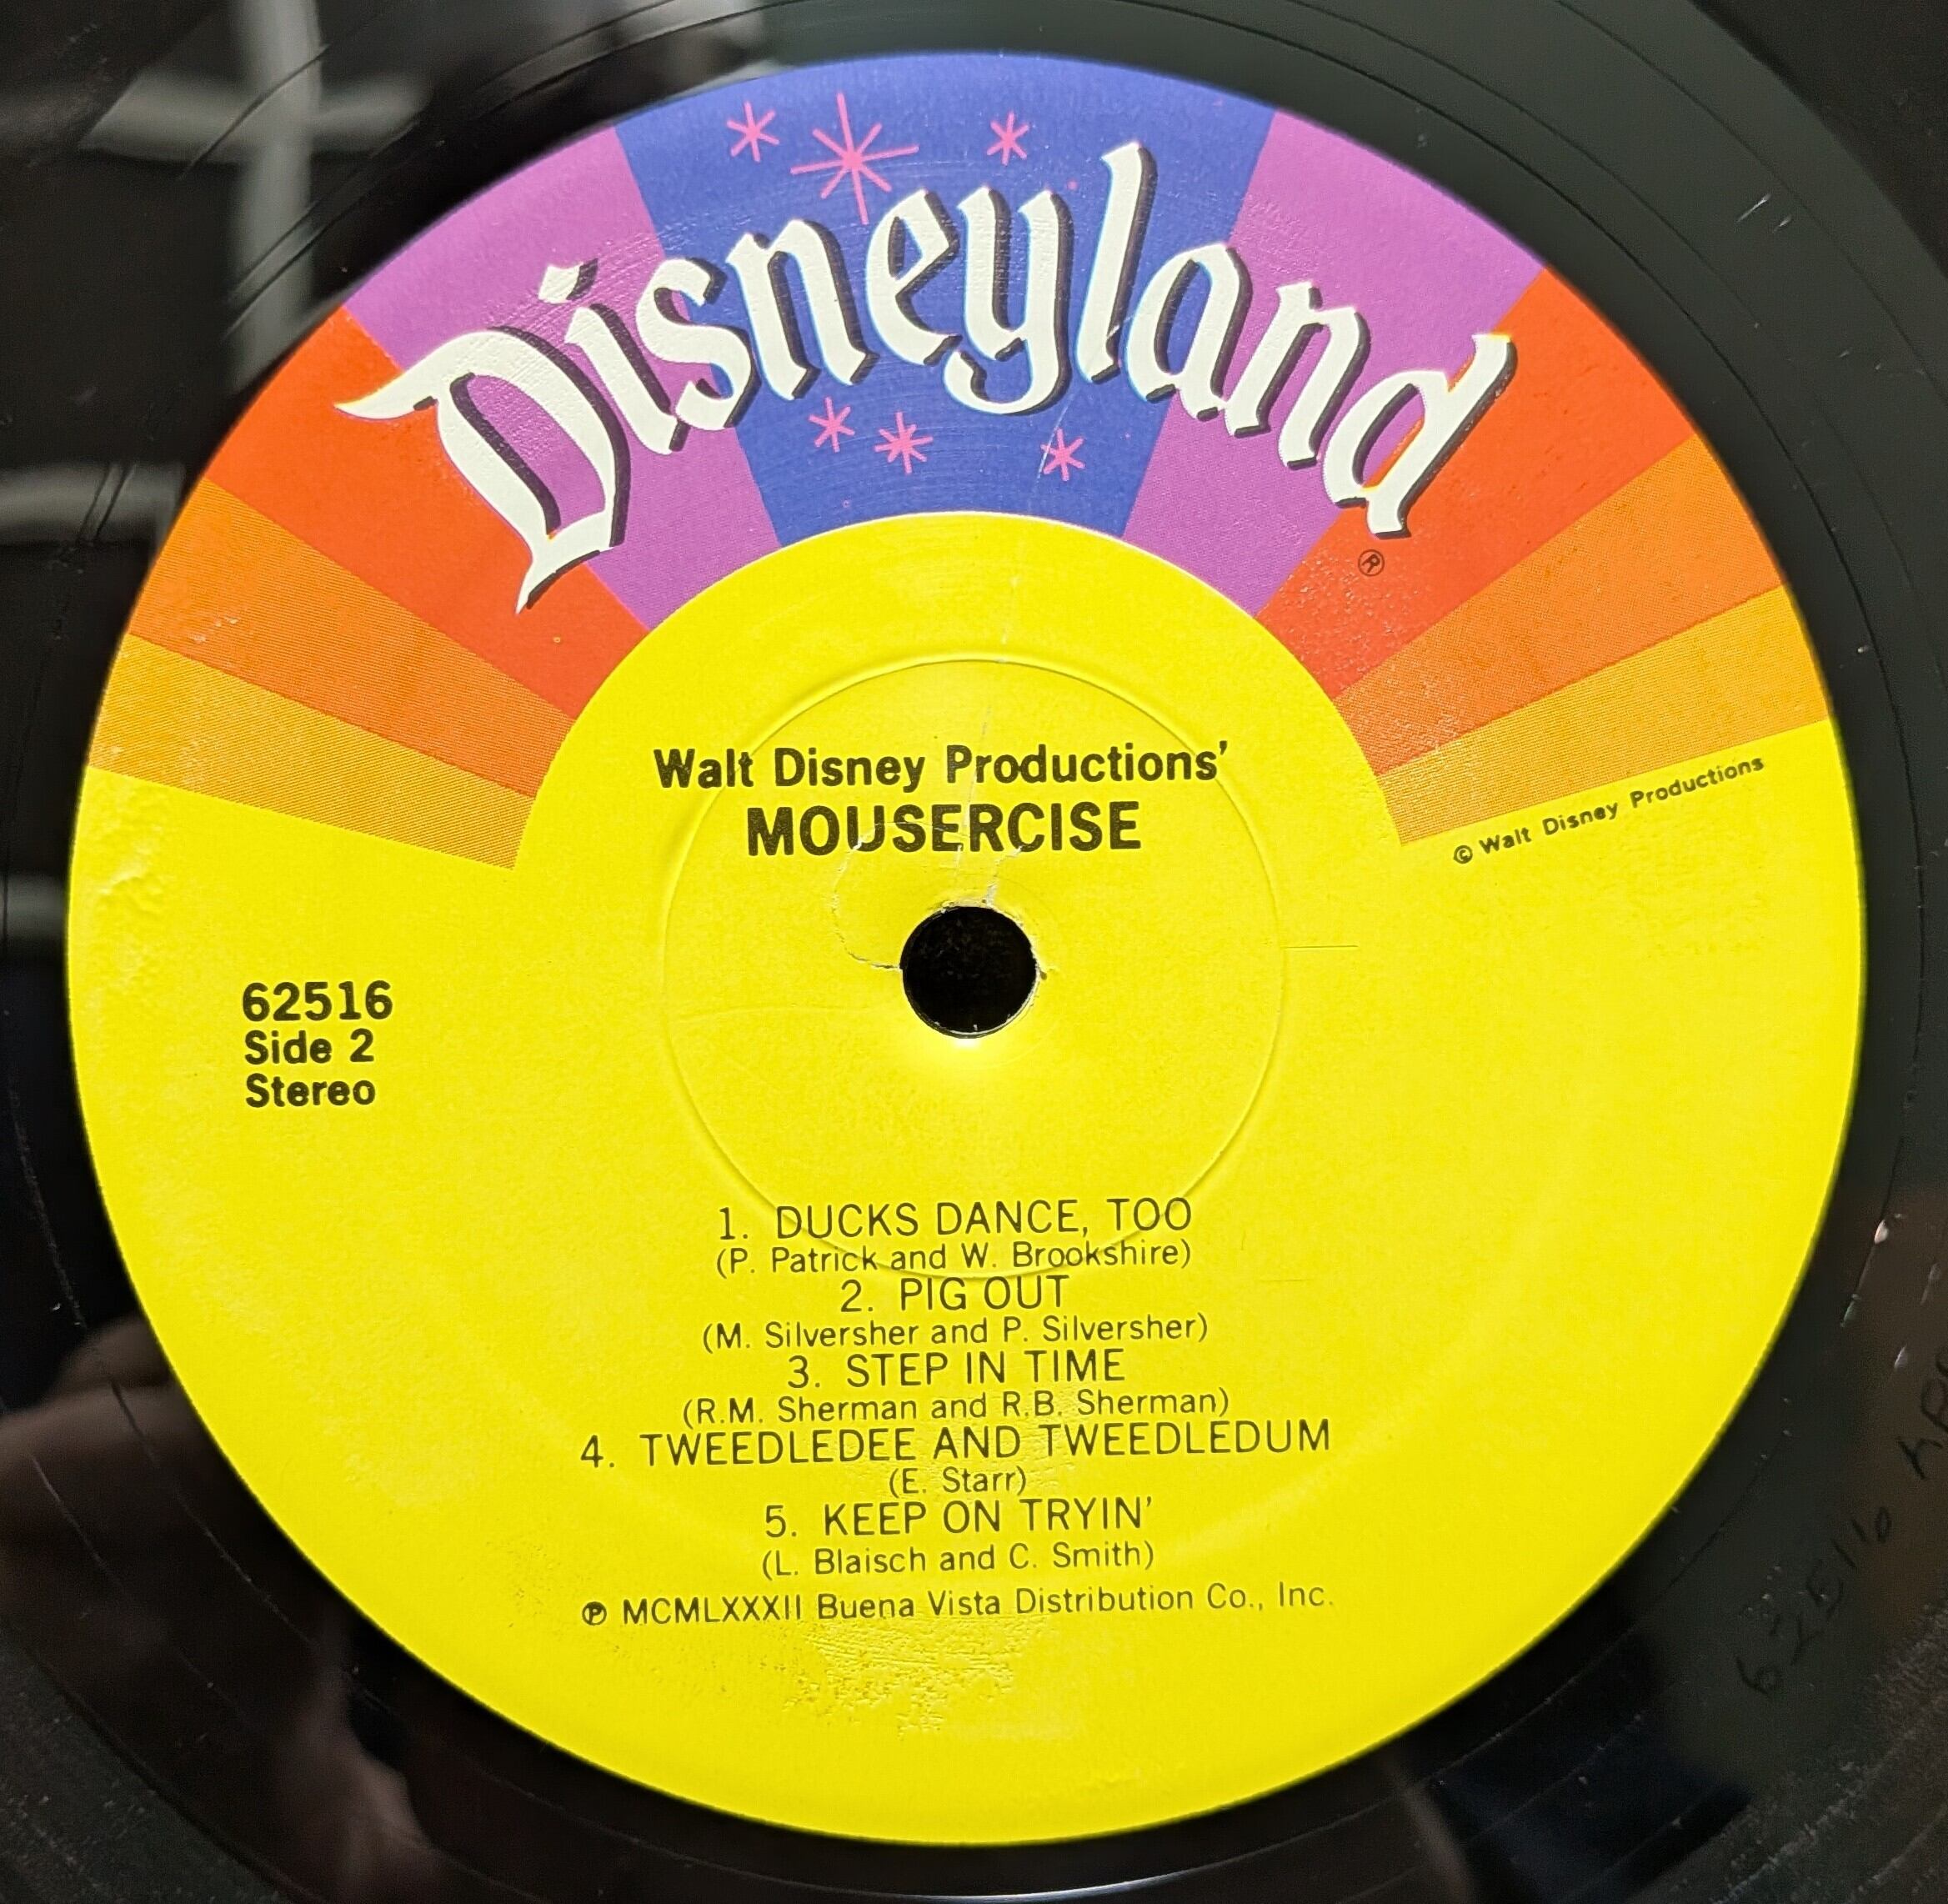 Disneyland
®
© Walt Disney Productions
Walt Disney Productions'
MOUSERCISE
62516
Side 2
Stereo
1. DUCKS DANCE, TOO
(P. Patrick and W. Brookshire)
2. PIG OUT
(M. Silversher and P. Silversher)
3. STEP IN TIME
(R.M. Sherman and R.B. Sherman)
4. TWEEDLEDEE AND TWEEDLEDUM
(E. Starr)
5. KEEP ON TRYIN'
(L. Blaisch and C. Smith)
℗ MCMLXXXII Buena Vista Distribution Co., Inc.